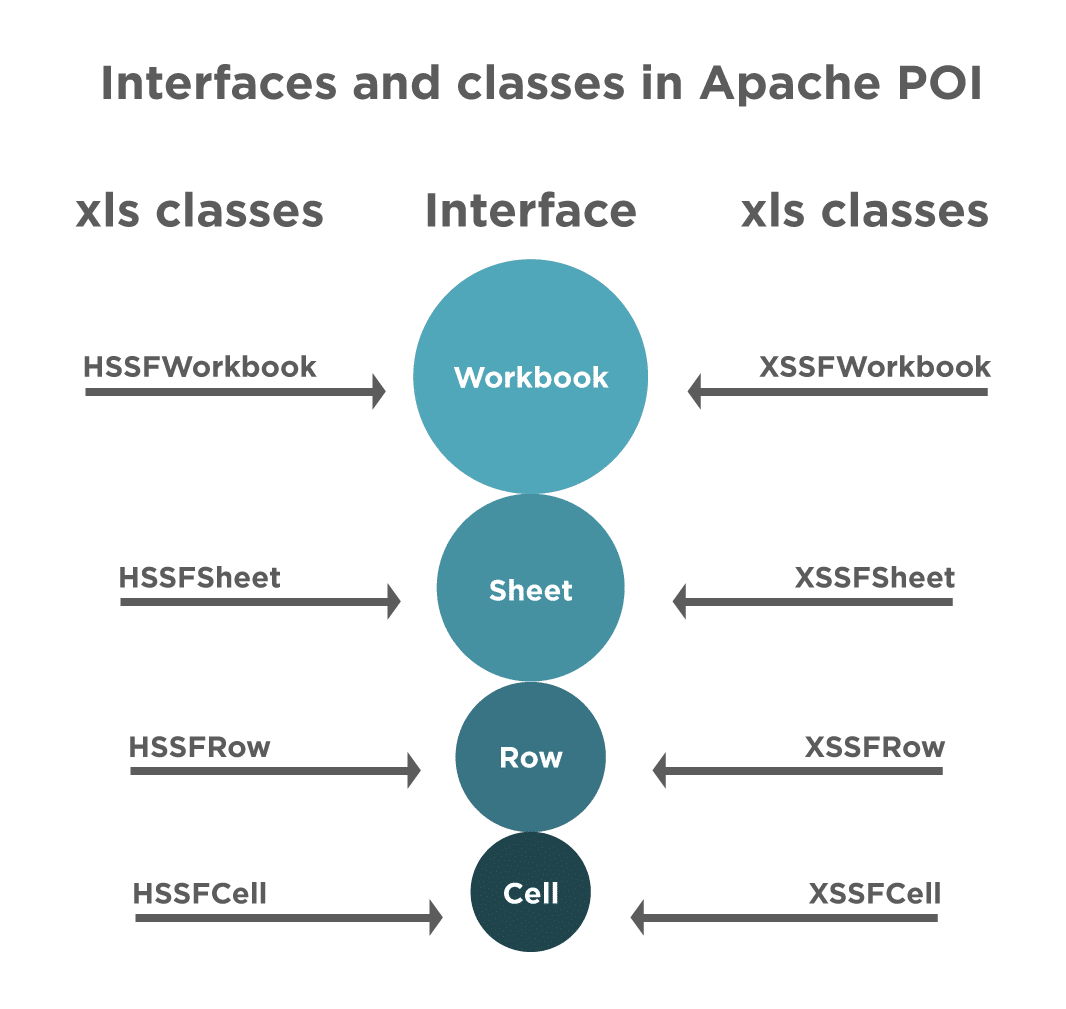 Interfaces and classes in Apache POI
xls classes
Interface
xls classes
HSSFWorkbook
Workbook
XSSFWorkbook
HSSFSheet
Sheet
XSSFSheet
HSSFRow
Row
XSSFRow
HSSFCell
Cell
XSSFCell